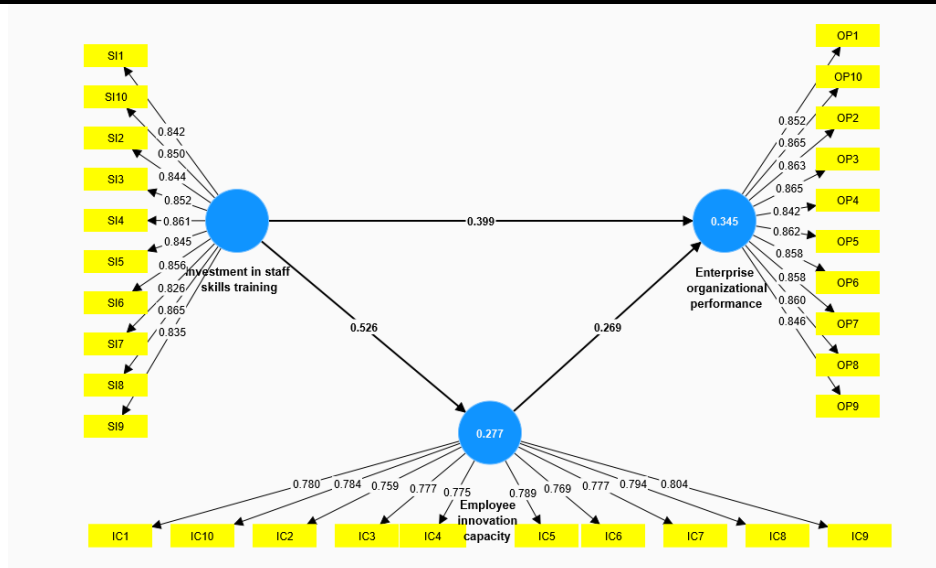 SI1
SI10
SI2
SI3
SI4
SI5
SI6
SI7
SI8
SI9
0.842
0.850
0.844
0.852
0.861
0.845
0.856
0.826
0.865
0.835
Investment in staff
skills training
0.399
0.526
0.269
0.345
Enterprise
organizational
performance
0.852
0.865
0.863
0.865
0.842
0.862
0.858
0.858
0.860
0.846
OP1
OP10
OP2
OP3
OP4
OP5
OP6
OP7
OP8
OP9
0.277
0.780
0.784
0.759
0.777
0.775
0.789
0.769
0.777
0.794
0.804
Employee
innovation
capacity
IC1
IC10
IC2
IC3
IC4
IC5
IC6
IC7
IC8
IC9